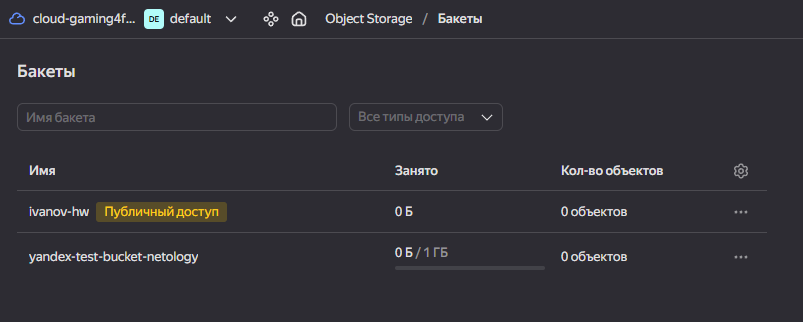 cloud-gaming4f... DE default Object Storage / Бакеты
Бакеты
Имя бакета Все типы доступа
Имя Занято Кол-во объектов
ivanov-hw Публичный доступ 0 Б 0 объектов
yandex-test-bucket-netology 0 Б / 1 ГБ 0 объектов